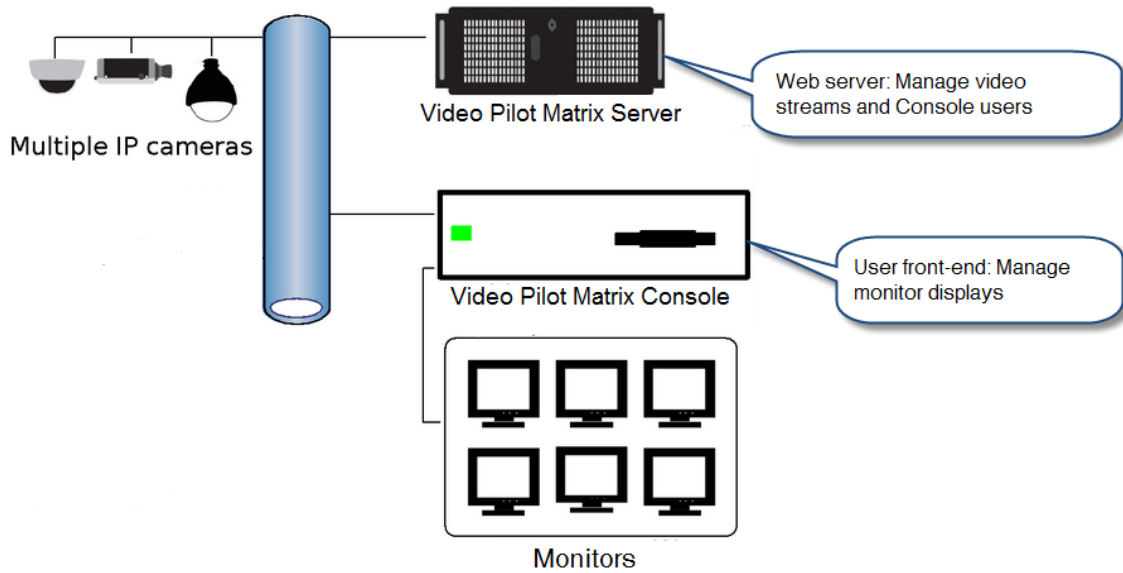 Video Pilot Matrix Server
Web server: Manage video
streams and Console users
Multiple IP cameras
User front-end: Manage
monitor displays
Video Pilot Matrix Console
Monitors